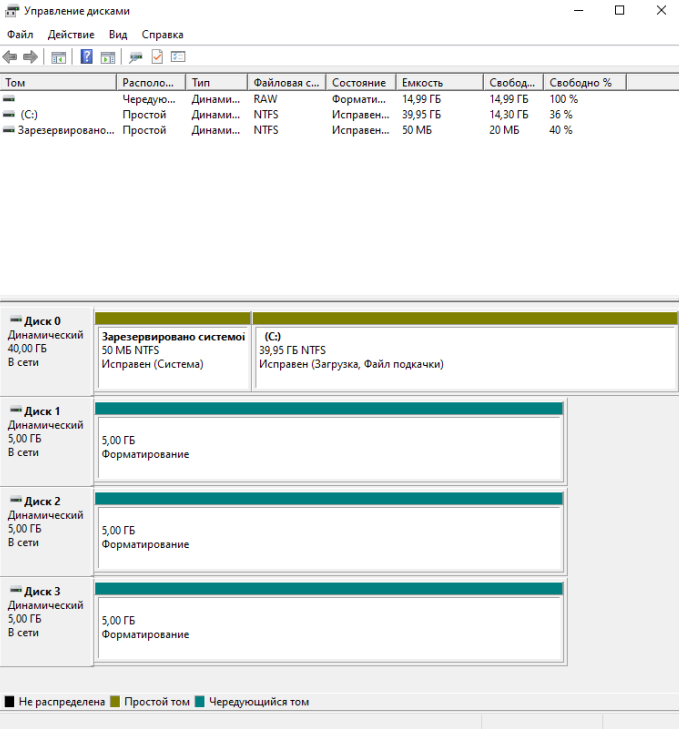 Управление дисками
Файл Действие Вид Справка
Том Располо... Тип Файловая с... Состояние Емкость Свобод... Свободно %
Чередую... Динами... RAW Формати... 14,99 ГБ 14,99 ГБ 100 %
(C:) Простой Динами... NTFS Исправен... 39,95 ГБ 14,30 ГБ 36 %
Зарезервировано... Простой Динами... NTFS Исправен... 50 МБ 20 МБ 40 %
Диск 0
Динамический
40,00 ГБ
В сети
Зарезервировано системой
50 МБ NTFS
Исправен (Система)
(C:)
39,95 ГБ NTFS
Исправен (Загрузка, Файл подкачки)
Диск 1
Динамический
5,00 ГБ
В сети
5,00 ГБ
Форматирование
Диск 2
Динамический
5,00 ГБ
В сети
5,00 ГБ
Форматирование
Диск 3
Динамический
5,00 ГБ
В сети
5,00 ГБ
Форматирование
Не распределена Простой том Чередующийся том